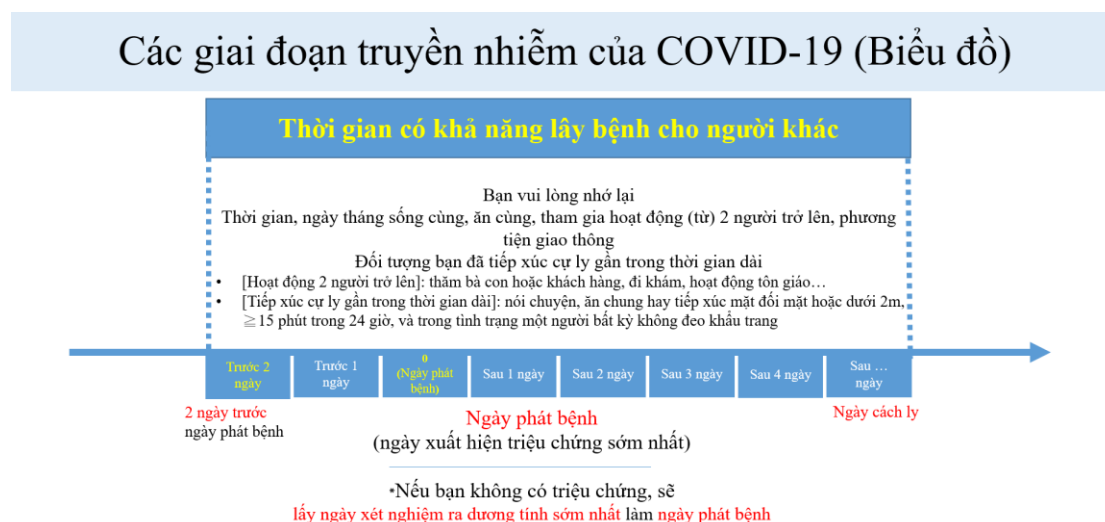 Các giai đoạn truyền nhiễm của COVID-19 (Biểu đồ)
Thời gian có khả năng lây bệnh cho người khác
Bạn vui lòng nhớ lại
Thời gian, ngày tháng sống cùng, ăn cùng, tham gia hoạt động (từ) 2 người trở lên, phương
tiện giao thông
Đối tượng bạn đã tiếp xúc cự ly gần trong thời gian dài
• [Hoạt động 2 người trở lên]: thăm bà con hoặc khách hàng, đi khám, hoạt động tôn giáo…
• [Tiếp xúc cự ly gần trong thời gian dài]: nói chuyện, ăn chung hay tiếp xúc mặt đối mặt hoặc dưới 2m,
≧15 phút trong 24 giờ, và trong tình trạng một người bất kỳ không đeo khẩu trang
Trước 2
ngày
Trước 1
ngày
0
(Ngày phát
bệnh)
Sau 1 ngày
Sau 2 ngày
Sau 3 ngày
Sau 4 ngày
Sau …
ngày
2 ngày trước
ngày phát bệnh
Ngày phát bệnh
(ngày xuất hiện triệu chứng sớm nhất)
Ngày cách ly
*Nếu bạn không có triệu chứng, sẽ
lấy ngày xét nghiệm ra dương tính sớm nhất làm ngày phát bệnh